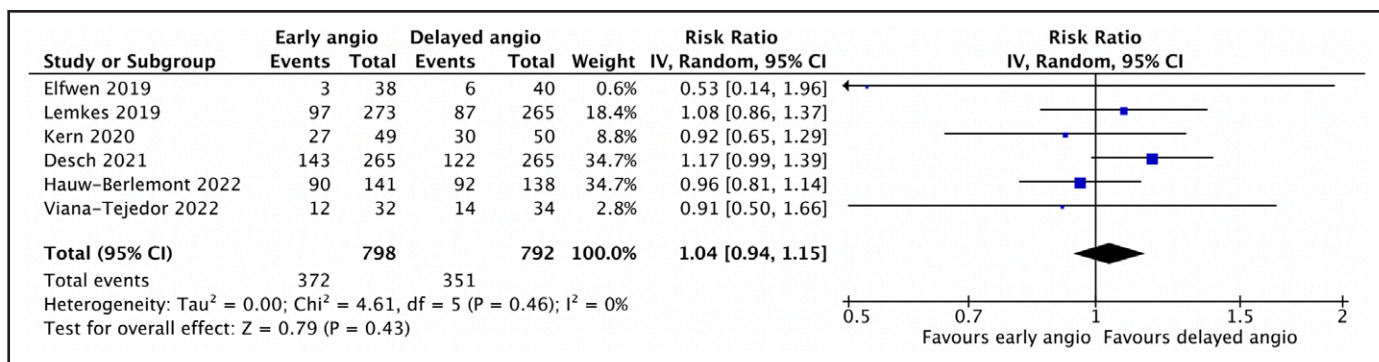 Early angio Delayed angio Risk Ratio Risk Ratio
Study or Subgroup Events Total Events Total Weight IV, Random, 95% CI IV, Random, 95% CI
Elfwen 2019 3 38 6 40 0.6% 0.53 [0.14, 1.96]
Lemkes 2019 97 273 87 265 18.4% 1.08 [0.86, 1.37]
Kern 2020 27 49 30 50 8.8% 0.92 [0.65, 1.29]
Desch 2021 143 265 122 265 34.7% 1.17 [0.99, 1.39]
Hauw-Berlemont 2022 90 141 92 138 34.7% 0.96 [0.81, 1.14]
Viana-Tejedor 2022 12 32 14 34 2.8% 0.91 [0.50, 1.66]
Total (95% CI) 798 792 100.0% 1.04 [0.94, 1.15]
Total events 372 351
Heterogeneity: Tau² = 0.00; Chi² = 4.61, df = 5 (P = 0.46); I² = 0%
Test for overall effect: Z = 0.79 (P = 0.43)
0.5 0.7 1 1.5 2
Favours early angio Favours delayed angio